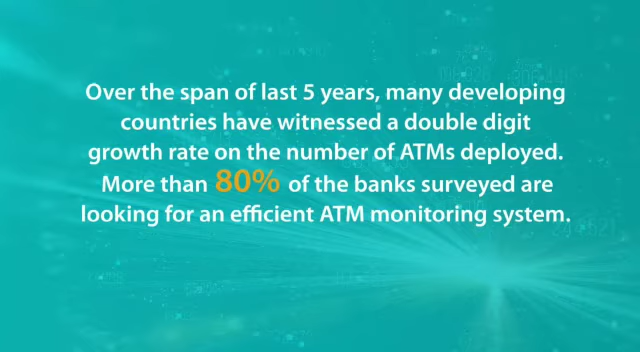 Over the span of last 5 years, many developing
countries have witnessed a double digit
growth rate on the number of ATMs deployed.
More than 80% of the banks surveyed are
looking for an efficient ATM monitoring system.